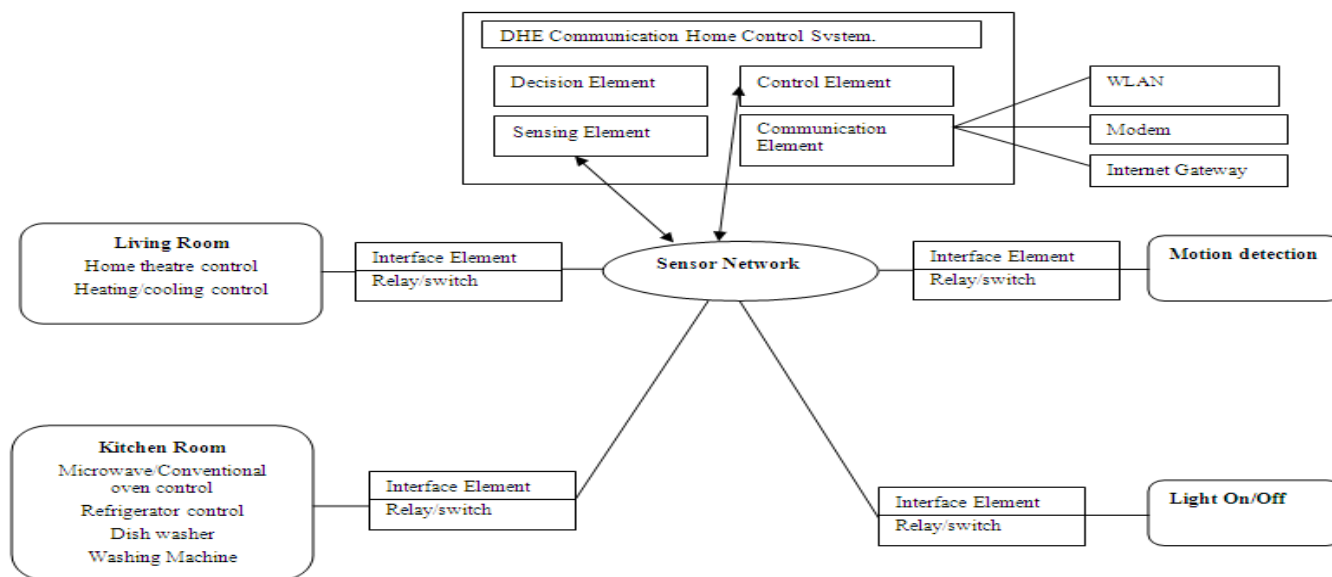 DHE Communication Home Control System.
Decision Element
Control Element
WLAN
Sensing Element
Communication
Element
Modem
Internet Gateway
Living Room
Home theatre control
Heating/cooling control
Interface Element
Relay/switch
Sensor Network
Interface Element
Relay/switch
Motion detection
Kitchen Room
Microwave/Conventional
oven control
Refrigerator control
Dish washer
Washing Machine
Interface Element
Relay/switch
Interface Element
Relay/switch
Light On/Off